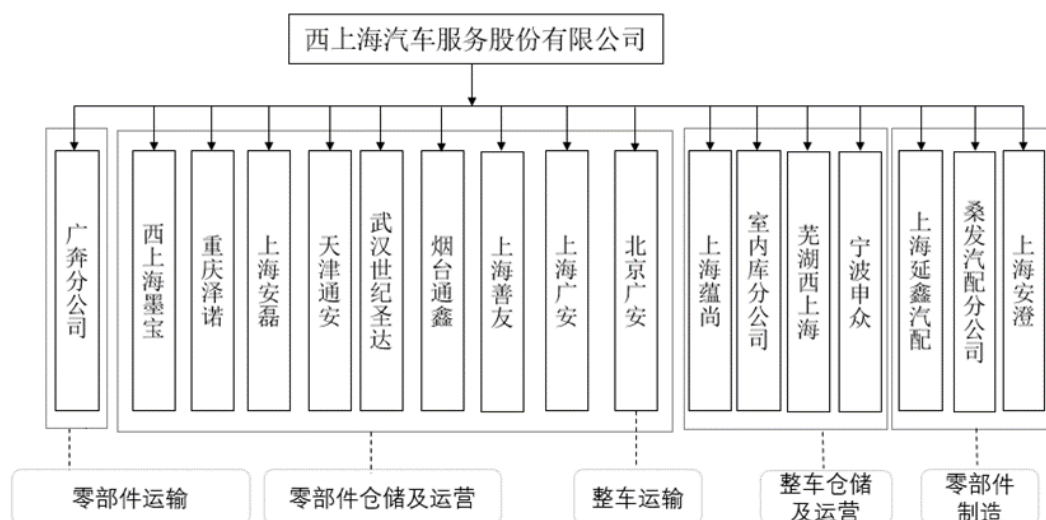 西上海汽车服务股份有限公司
广奔分公司
西上海墨宝
重庆泽诺
上海安磊
天津通安
武汉世纪圣达
烟台通鑫
上海善友
上海广安
北京广安
上海蕴尚
室内库分公司
芜湖西上海
宁波申众
上海延鑫汽配
桑发汽配分公司
上海安澄
零部件运输
零部件仓储及运营
整车运输
整车仓储
及运营
零部件
制造